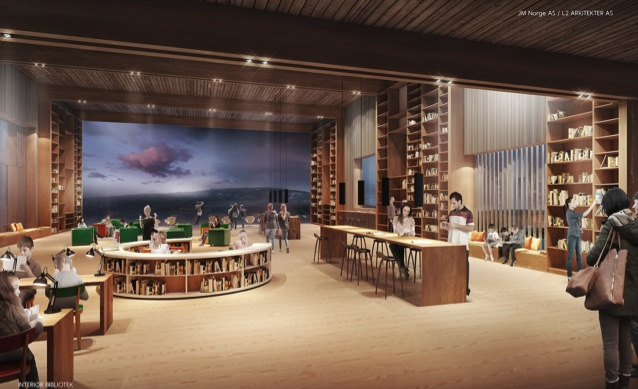 JM Norge AS / L2 ARKITEKTER AS
INTERIØR BIBLIOTEK